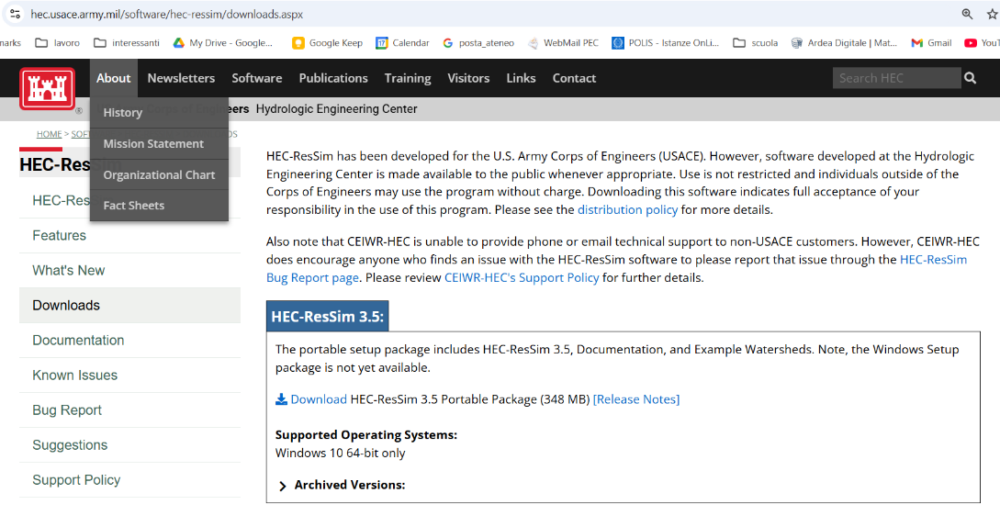 hec.usace.army.mil/software/hec-ressim/downloads.aspx
marks lavoro interessanti My Drive - Google... Google Keep 17 Calendar posta_ateneo WebMail PEC POLIS - Istanze OnLi... scuola Ardea Digitale | Mat... Gmail YouT
About Newsletters Software Publications Training Visitors Links Contact Search HEC
Hydrologic Engineering Center
History
Mission Statement
Organizational Chart
Fact Sheets
HOME > SOF
HEC-ResSim
HEC-Res
Features
What's New
Downloads
Documentation
Known Issues
Bug Report
Suggestions
Support Policy
HEC-ResSim has been developed for the U.S. Army Corps of Engineers (USACE). However, software developed at the Hydrologic
Engineering Center is made available to the public whenever appropriate. Use is not restricted and individuals outside of the
Corps of Engineers may use the program without charge. Downloading this software indicates full acceptance of your
responsibility in the use of this program. Please see the distribution policy for more details.
Also note that CEIWR-HEC is unable to provide phone or email technical support to non-USACE customers. However, CEIWR-HEC
does encourage anyone who finds an issue with the HEC-ResSim software to please report that issue through the HEC-ResSim
Bug Report page. Please review CEIWR-HEC's Support Policy for further details.
HEC-ResSim 3.5:
The portable setup package includes HEC-ResSim 3.5, Documentation, and Example Watersheds. Note, the Windows Setup
package is not yet available.
Download HEC-ResSim 3.5 Portable Package (348 MB) [Release Notes]
Supported Operating Systems:
Windows 10 64-bit only
Archived Versions: